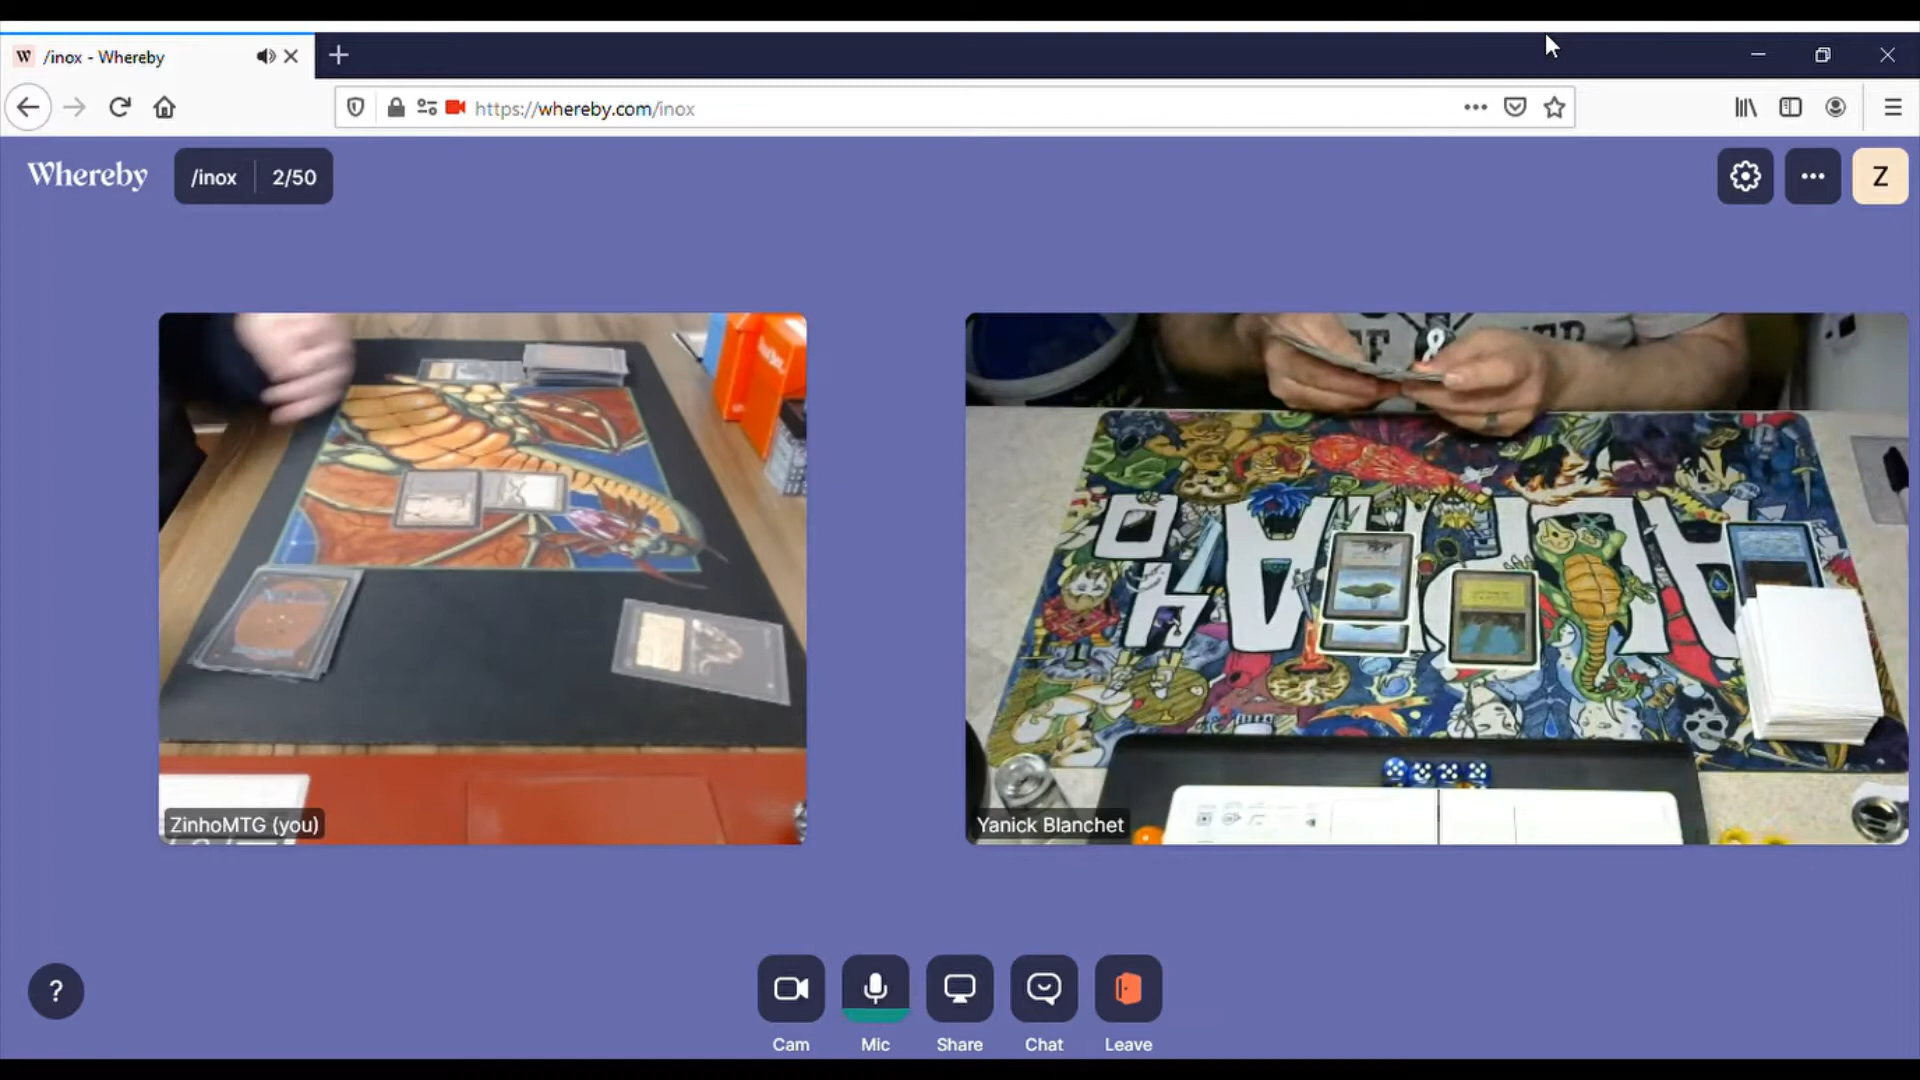 /inox - Whereby
https://whereby.com/inox
Whereby
/inox 2/50
Z
ZinhoMTG (you)
Yanick Blanchet
?
Cam
Mic
Share
Chat
Leave